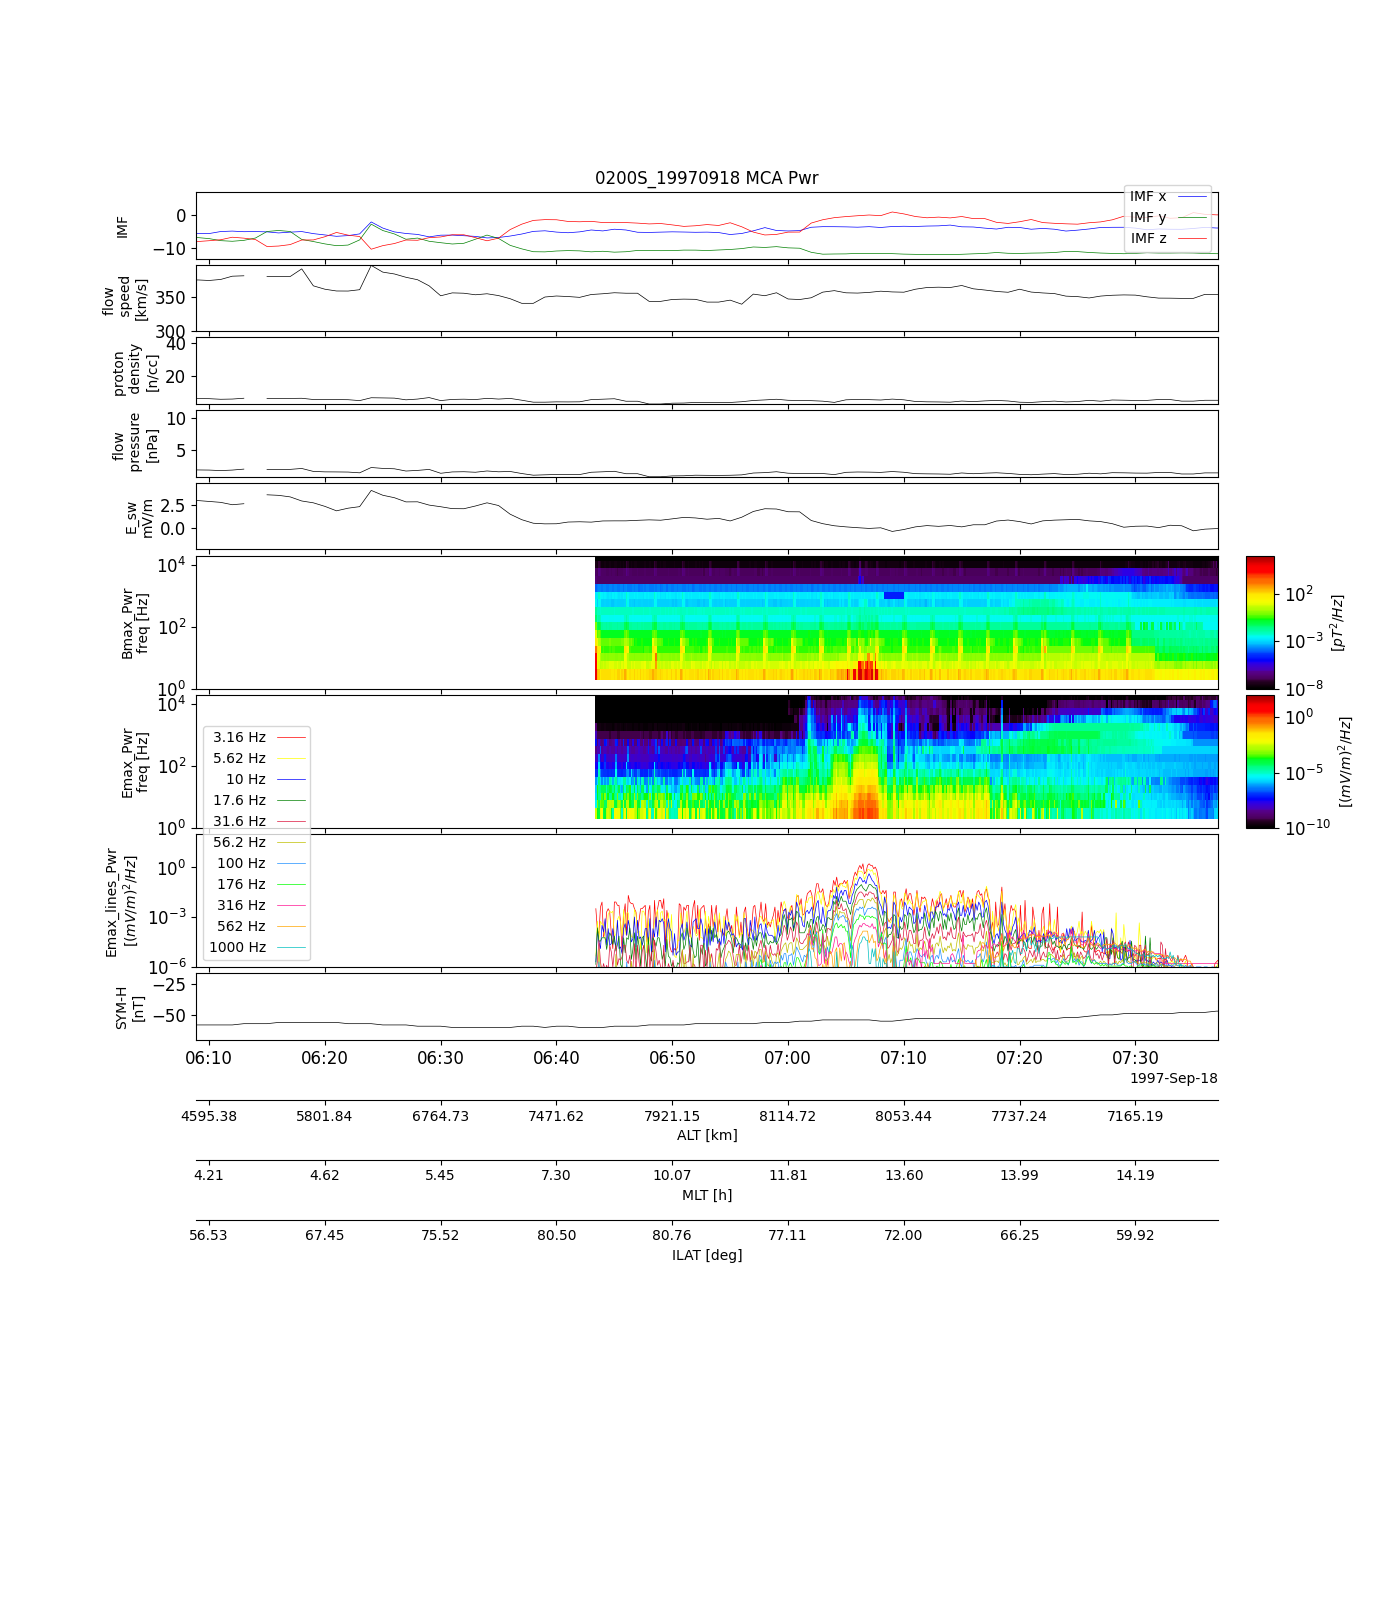 0200S_19970918 MCA Pwr
IMF
0
−10
IMF x
IMF y
IMF z
flow
speed
[km/s]
350
300
proton
density
[n/cc]
40
20
flow
pressure
[nPa]
10
5
E_sw
mV/m
2.5
0.0
Bmax_Pwr
freq [Hz]
10^4
10^2
10^0
10^2
10^−3
10^−8
[pT^2/Hz]
Emax_Pwr
freq [Hz]
10^4
10^2
10^0
10^0
10^−5
10^−10
[(mV/m)^2/Hz]
3.16 Hz
5.62 Hz
10 Hz
17.6 Hz
31.6 Hz
56.2 Hz
100 Hz
176 Hz
316 Hz
562 Hz
1000 Hz
Emax_lines_Pwr
[(mV/m)^2/Hz]
10^0
10^−3
10^−6
SYM-H
[nT]
−25
−50
06:10 06:20 06:30 06:40 06:50 07:00 07:10 07:20 07:30
1997-Sep-18
4595.38 5801.84 6764.73 7471.62 7921.15 8114.72 8053.44 7737.24 7165.19
ALT [km]
4.21 4.62 5.45 7.30 10.07 11.81 13.60 13.99 14.19
MLT [h]
56.53 67.45 75.52 80.50 80.76 77.11 72.00 66.25 59.92
ILAT [deg]